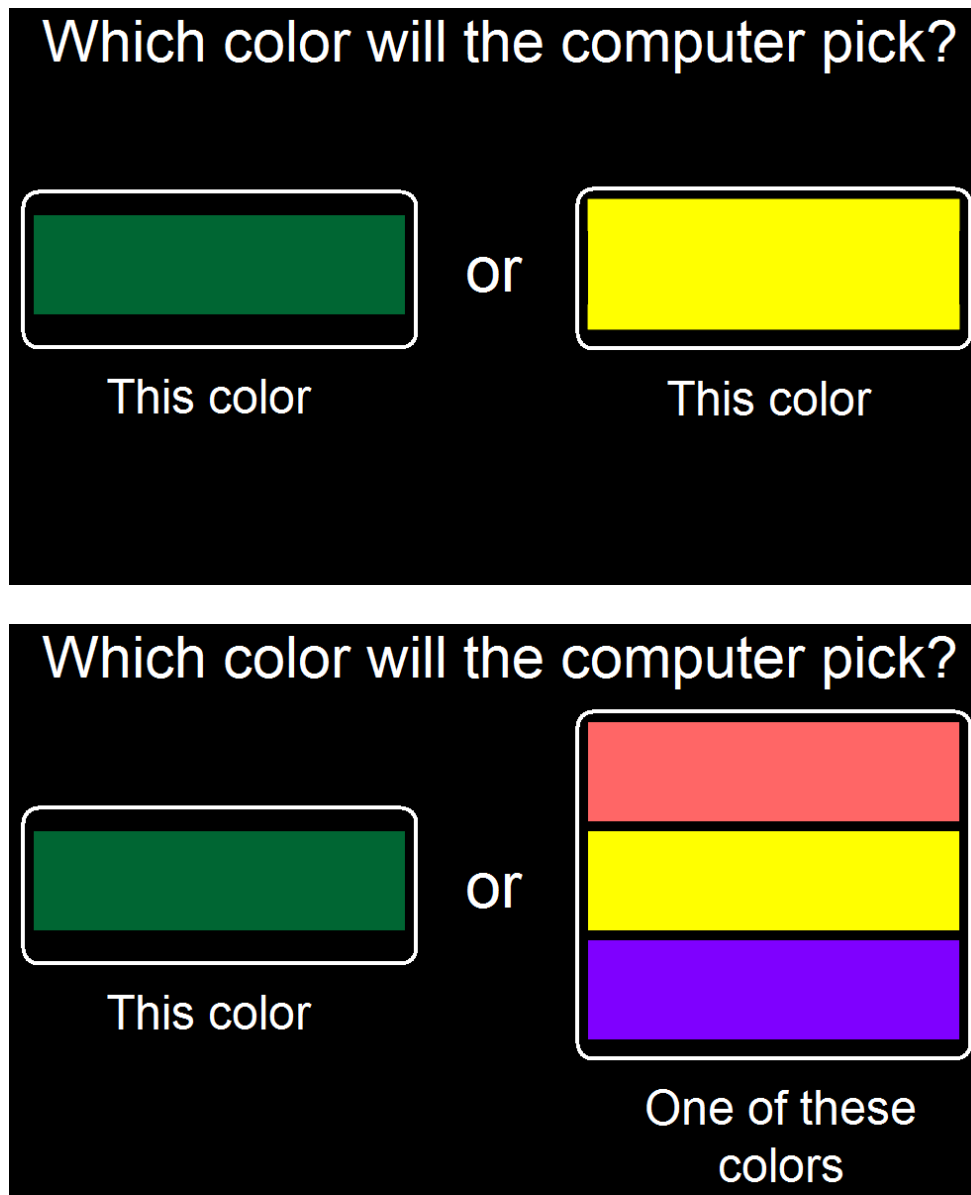 Which color will the computer pick?
or
This color
This color
Which color will the computer pick?
or
This color
One of these
colors